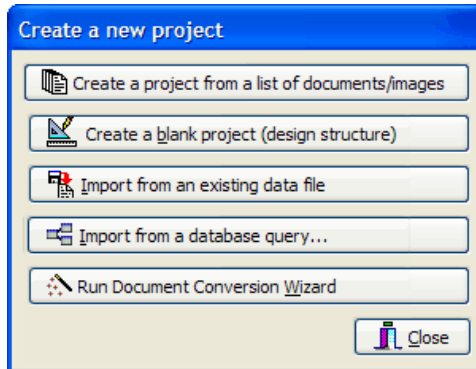 Create a new project
Create a project from a list of documents/images
Create a blank project (design structure)
Import from an existing data file
Import from a database query...
Run Document Conversion Wizard
Close